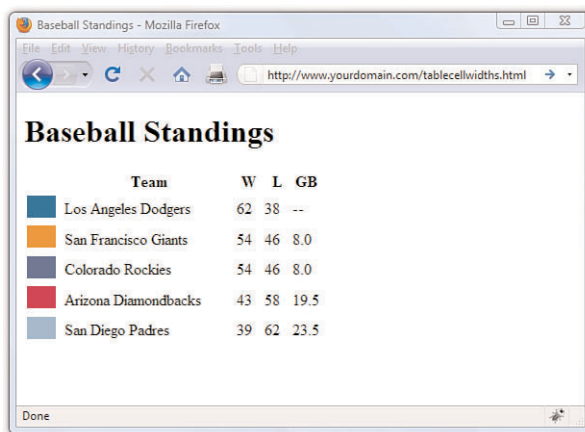 Baseball Standings - Mozilla Firefox
File Edit View History Bookmarks Tools Help
http://www.yourdomain.com/tablecellwidths.html
Baseball Standings
Team W L GB
Los Angeles Dodgers 62 38 --
San Francisco Giants 54 46 8.0
Colorado Rockies 54 46 8.0
Arizona Diamondbacks 43 58 19.5
San Diego Padres 39 62 23.5
Done